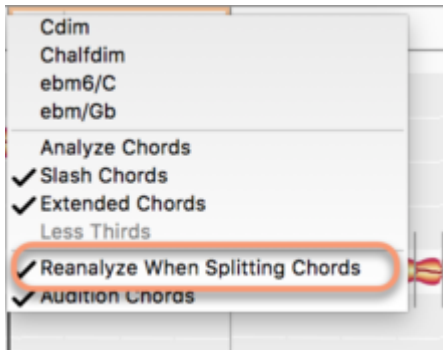 Cdim
Chalfdim
ebm6/C
ebm/Gb
Analyze Chords
Slash Chords
Extended Chords
Less Thirds
Reanalyze When Splitting Chords
Audition Chords